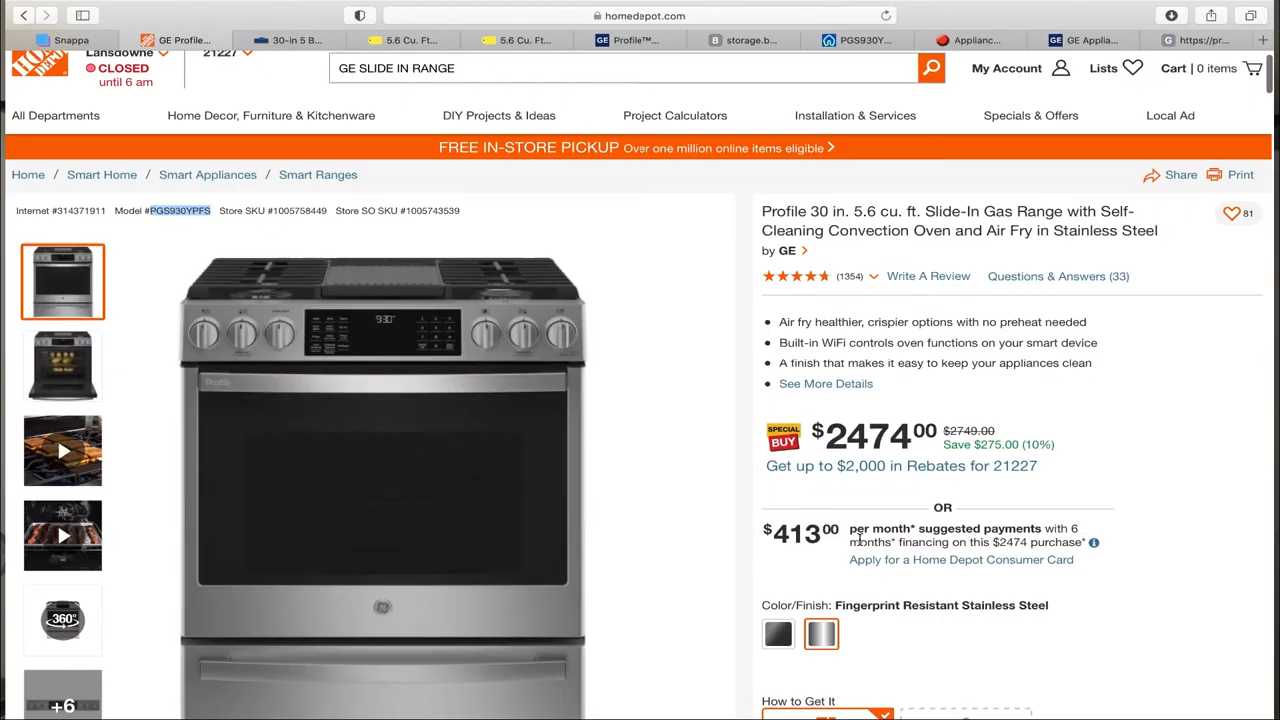 homedepot.com
Snappa
GE Profile...
30-in 5 B...
5.6 Cu. Ft...
5.6 Cu. Ft...
Profile™...
storage.b...
PGS930Y...
Applianc...
GE Applia...
https://pr...
Lansdowne
21227
CLOSED
until 6 am
GE SLIDE IN RANGE
My Account
Lists
Cart | 0 items
All Departments
Home Decor, Furniture & Kitchenware
DIY Projects & Ideas
Project Calculators
Installation & Services
Specials & Offers
Local Ad
FREE IN-STORE PICKUP Over one million online items eligible >
Home / Smart Home / Smart Appliances / Smart Ranges
Share
Print
Internet #314371911 Model #PGS930YPFS Store SKU #1005758449 Store SO SKU #1005743539
Profile 30 in. 5.6 cu. ft. Slide-In Gas Range with Self-
Cleaning Convection Oven and Air Fry in Stainless Steel
81
by GE >
(1354) Write A Review Questions & Answers (33)
• Air fry healthier, crispier options with no preheat needed
• Built-in WiFi controls oven functions on your smart device
• A finish that makes it easy to keep your appliances clean
• See More Details
SPECIAL
BUY
$2474.00
$2749.00
Save $275.00 (10%)
Get up to $2,000 in Rebates for 21227
OR
$413.00
per month* suggested payments with 6
months* financing on this $2474 purchase*
Apply for a Home Depot Consumer Card
Color/Finish: Fingerprint Resistant Stainless Steel
How to Get It
930
Profile
360°
+6